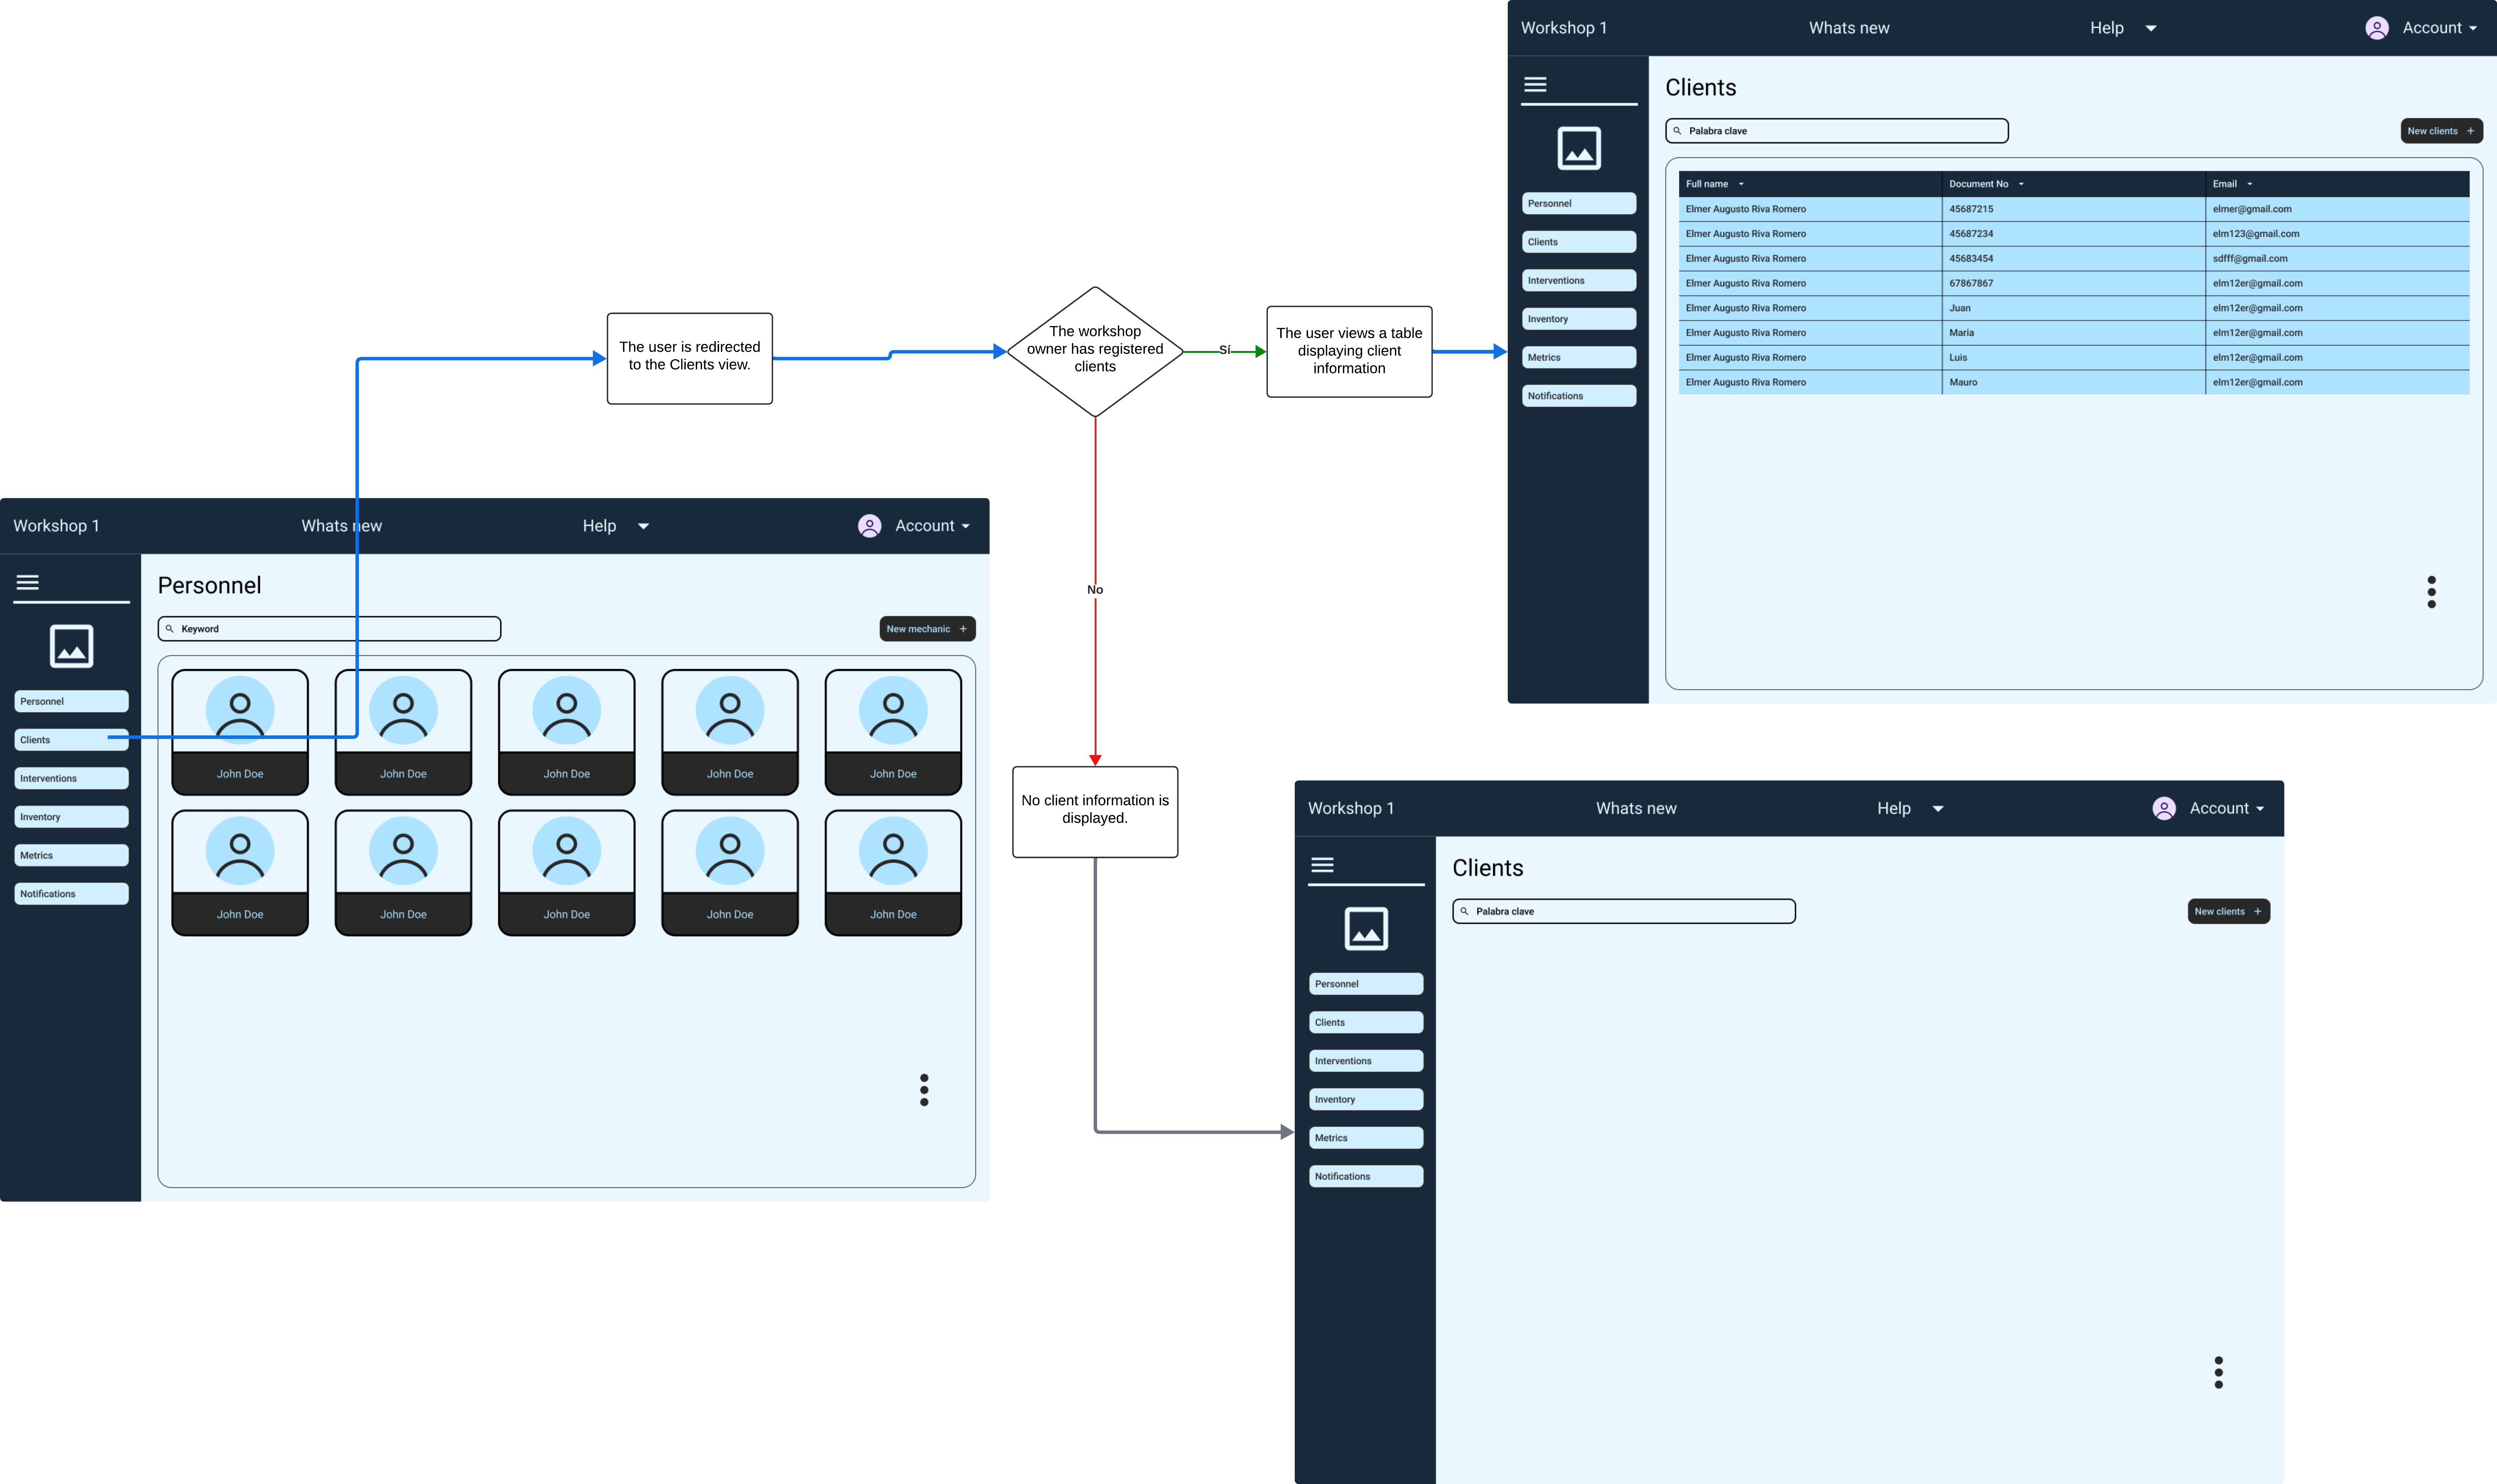 Workshop 1
Whats new
Help
Account
Clients
Palabra clave
New clients +
Personnel
Clients
Interventions
Inventory
Metrics
Notifications
Full name
Document No
Email
Elmer Augusto Riva Romero
45687215
elmer@gmail.com
Elmer Augusto Riva Romero
45687234
elm123@gmail.com
Elmer Augusto Riva Romero
45683454
sdfff@gmail.com
Elmer Augusto Riva Romero
67867867
elm12er@gmail.com
Elmer Augusto Riva Romero
Juan
elm12er@gmail.com
Elmer Augusto Riva Romero
Maria
elm12er@gmail.com
Elmer Augusto Riva Romero
Luis
elm12er@gmail.com
Elmer Augusto Riva Romero
Mauro
elm12er@gmail.com
The user is redirected
to the Clients view.
The workshop
owner has registered
clients
Sí
The user views a table
displaying client
information
No
No client information is
displayed.
Workshop 1
Whats new
Help
Account
Personnel
Keyword
New mechanic +
Personnel
Clients
Interventions
Inventory
Metrics
Notifications
John Doe
John Doe
John Doe
John Doe
John Doe
John Doe
John Doe
John Doe
John Doe
John Doe
Workshop 1
Whats new
Help
Account
Clients
Palabra clave
New clients +
Personnel
Clients
Interventions
Inventory
Metrics
Notifications